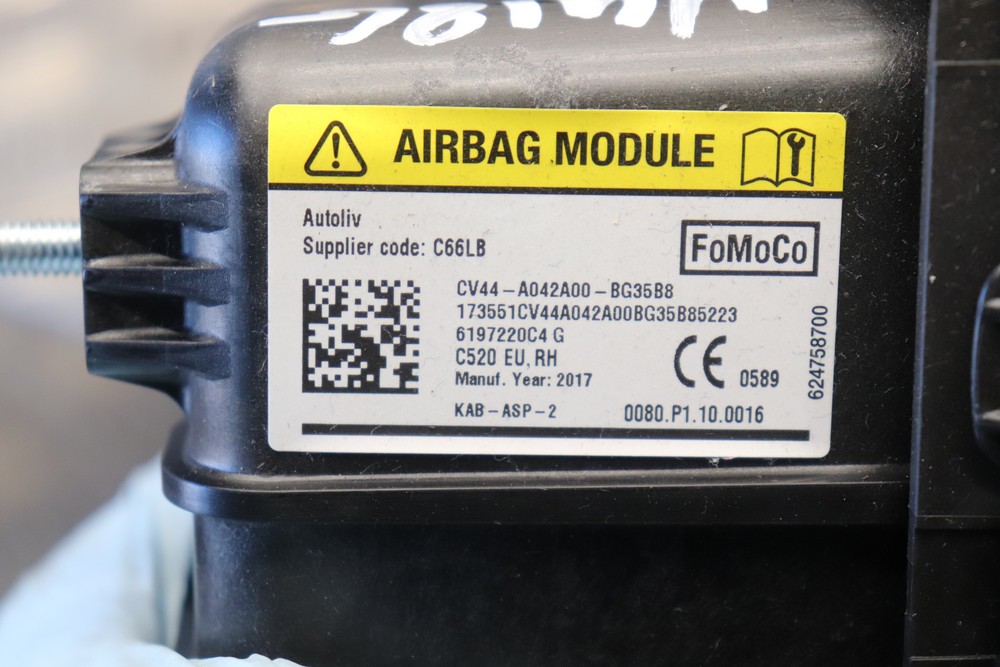 AIRBAG MODULE
Autoliv
Supplier code: C66LB
FoMoCo
CV44-A042A00-BG35B8
173551CV44A042A00BG35B85223
6197220C4 G
C520 EU, RH
Manuf. Year: 2017
CE 0589
KAB-ASP-2
0080.P1.10.0016
624758700